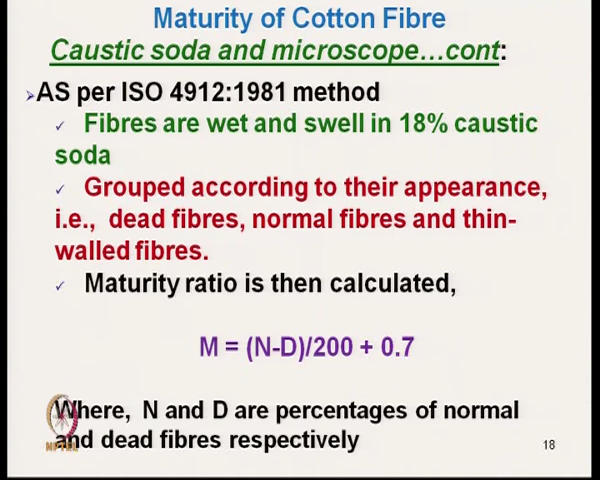 Maturity of Cotton Fibre
Caustic soda and microscope…cont:
AS per ISO 4912:1981 method
✓ Fibres are wet and swell in 18% caustic
soda
✓ Grouped according to their appearance,
i.e., dead fibres, normal fibres and thin-
walled fibres.
✓ Maturity ratio is then calculated,
M = (N-D)/200 + 0.7
Where, N and D are percentages of normal
and dead fibres respectively
NPTEL
18